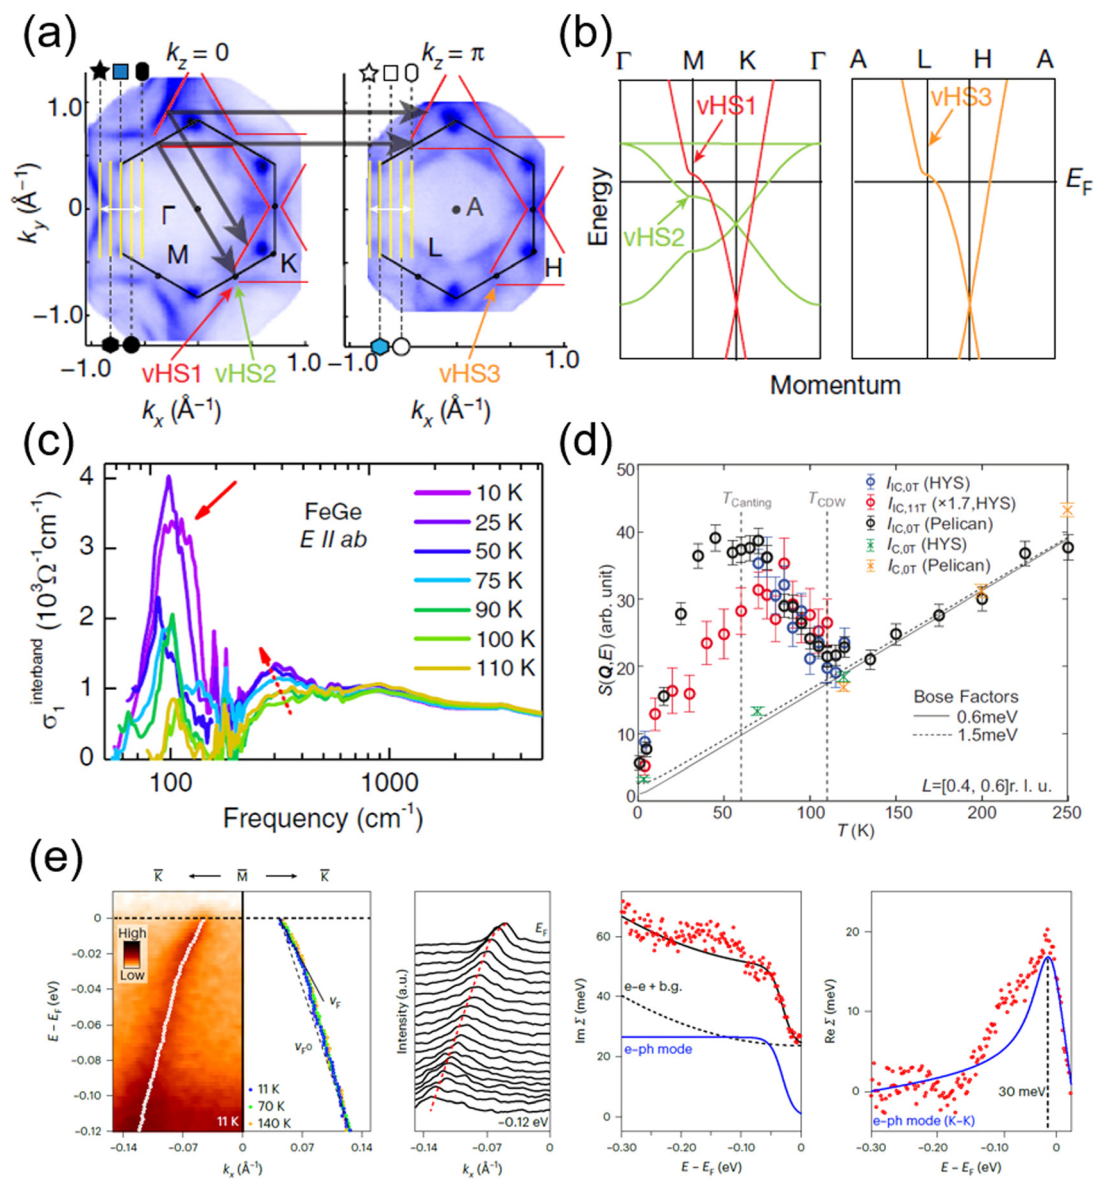 (a)
k_z = 0
k_z = π
1.0
0
−1.0
k_y (Å⁻¹)
Γ
M
K
A
L
H
−1.0
1.0
−1.0
1.0
vHS1
vHS2
vHS3
k_x (Å⁻¹)
k_x (Å⁻¹)
(b)
Γ M K Γ
A L H A
vHS1
vHS2
vHS3
E_F
Energy
Momentum
(c)
4
3
2
1
0
σ₁^interband (10³Ω⁻¹cm⁻¹)
FeGe
E II ab
10 K
25 K
50 K
75 K
90 K
100 K
110 K
100
1000
Frequency (cm⁻¹)
(d)
50
40
30
20
10
0
S(Q,E) (arb. unit)
T_Canting
T_CDW
I_IC,0T (HYS)
I_IC,11T (×1.7,HYS)
I_IC,0T (Pelican)
I_C,0T (HYS)
I_C,0T (Pelican)
Bose Factors
0.6meV
1.5meV
L=[0.4, 0.6]r. l. u.
0 50 100 150 200 250
T (K)
(e)
K̅ ← M̅ → K̅
High
Low
0
−0.02
−0.04
−0.06
−0.08
−0.10
−0.12
E − E_F (eV)
v_F
v_F⁰
11 K
11 K
70 K
140 K
−0.14 −0.07 0 0.07 0.14
k_x (Å⁻¹)
Intensity (a.u.)
E_F
−0.12 eV
−0.14 −0.07 0
k_x (Å⁻¹)
60
40
20
0
Im Σ (meV)
e–e + b.g.
e–ph mode
−0.30 −0.20 −0.10 0
E − E_F (eV)
20
10
0
Re Σ (meV)
30 meV
e–ph mode (K–K)
−0.30 −0.20 −0.10 0
E − E_F (eV)